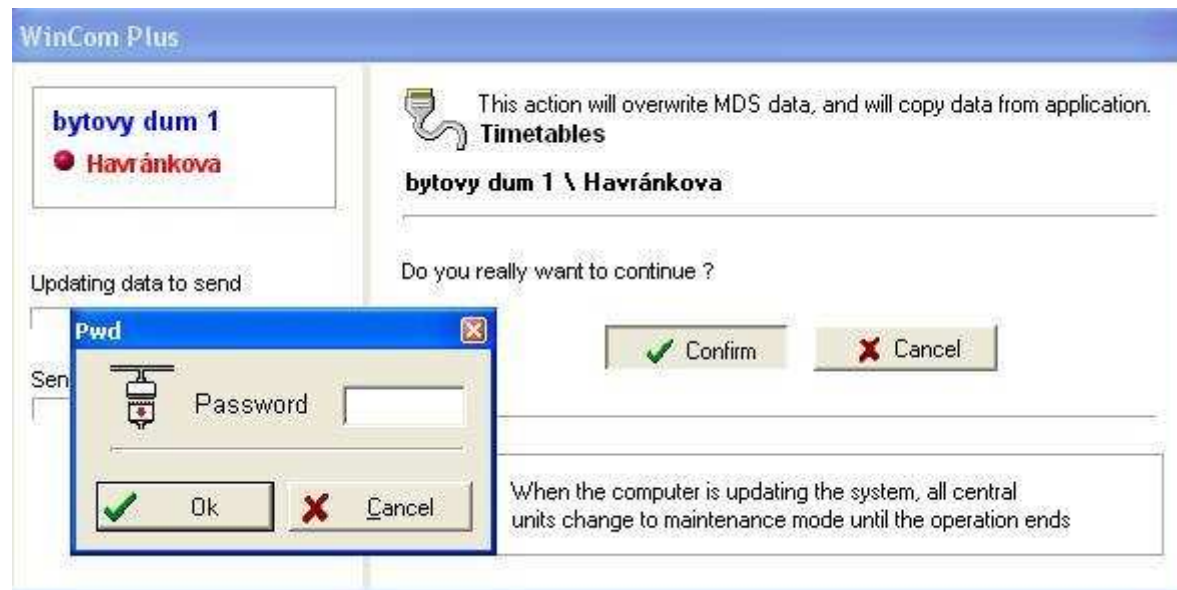 WinCom Plus
bytovy dum 1
Havránkova
This action will overwrite MDS data, and will copy data from application.
Timetables
bytovy dum 1 \ Havránkova
Updating data to send
Do you really want to continue ?
Confirm
Cancel
Sen
Pwd
Password
Ok
Cancel
When the computer is updating the system, all central
units change to maintenance mode until the operation ends